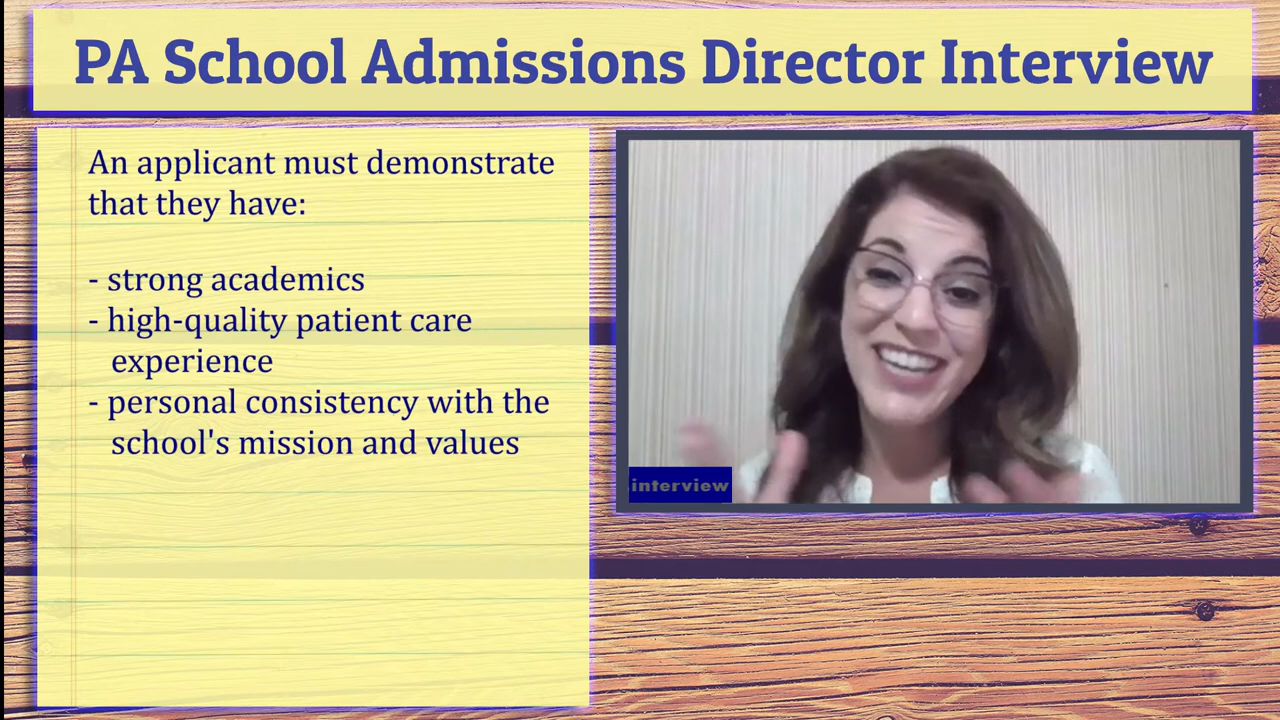 PA School Admissions Director Interview
An applicant must demonstrate
that they have:
- strong academics
- high-quality patient care
experience
- personal consistency with the
school's mission and values
interview